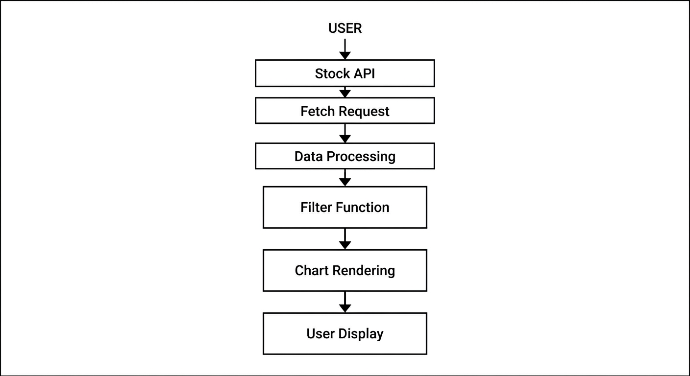 USER
Stock API
Fetch Request
Data Processing
Filter Function
Chart Rendering
User Display